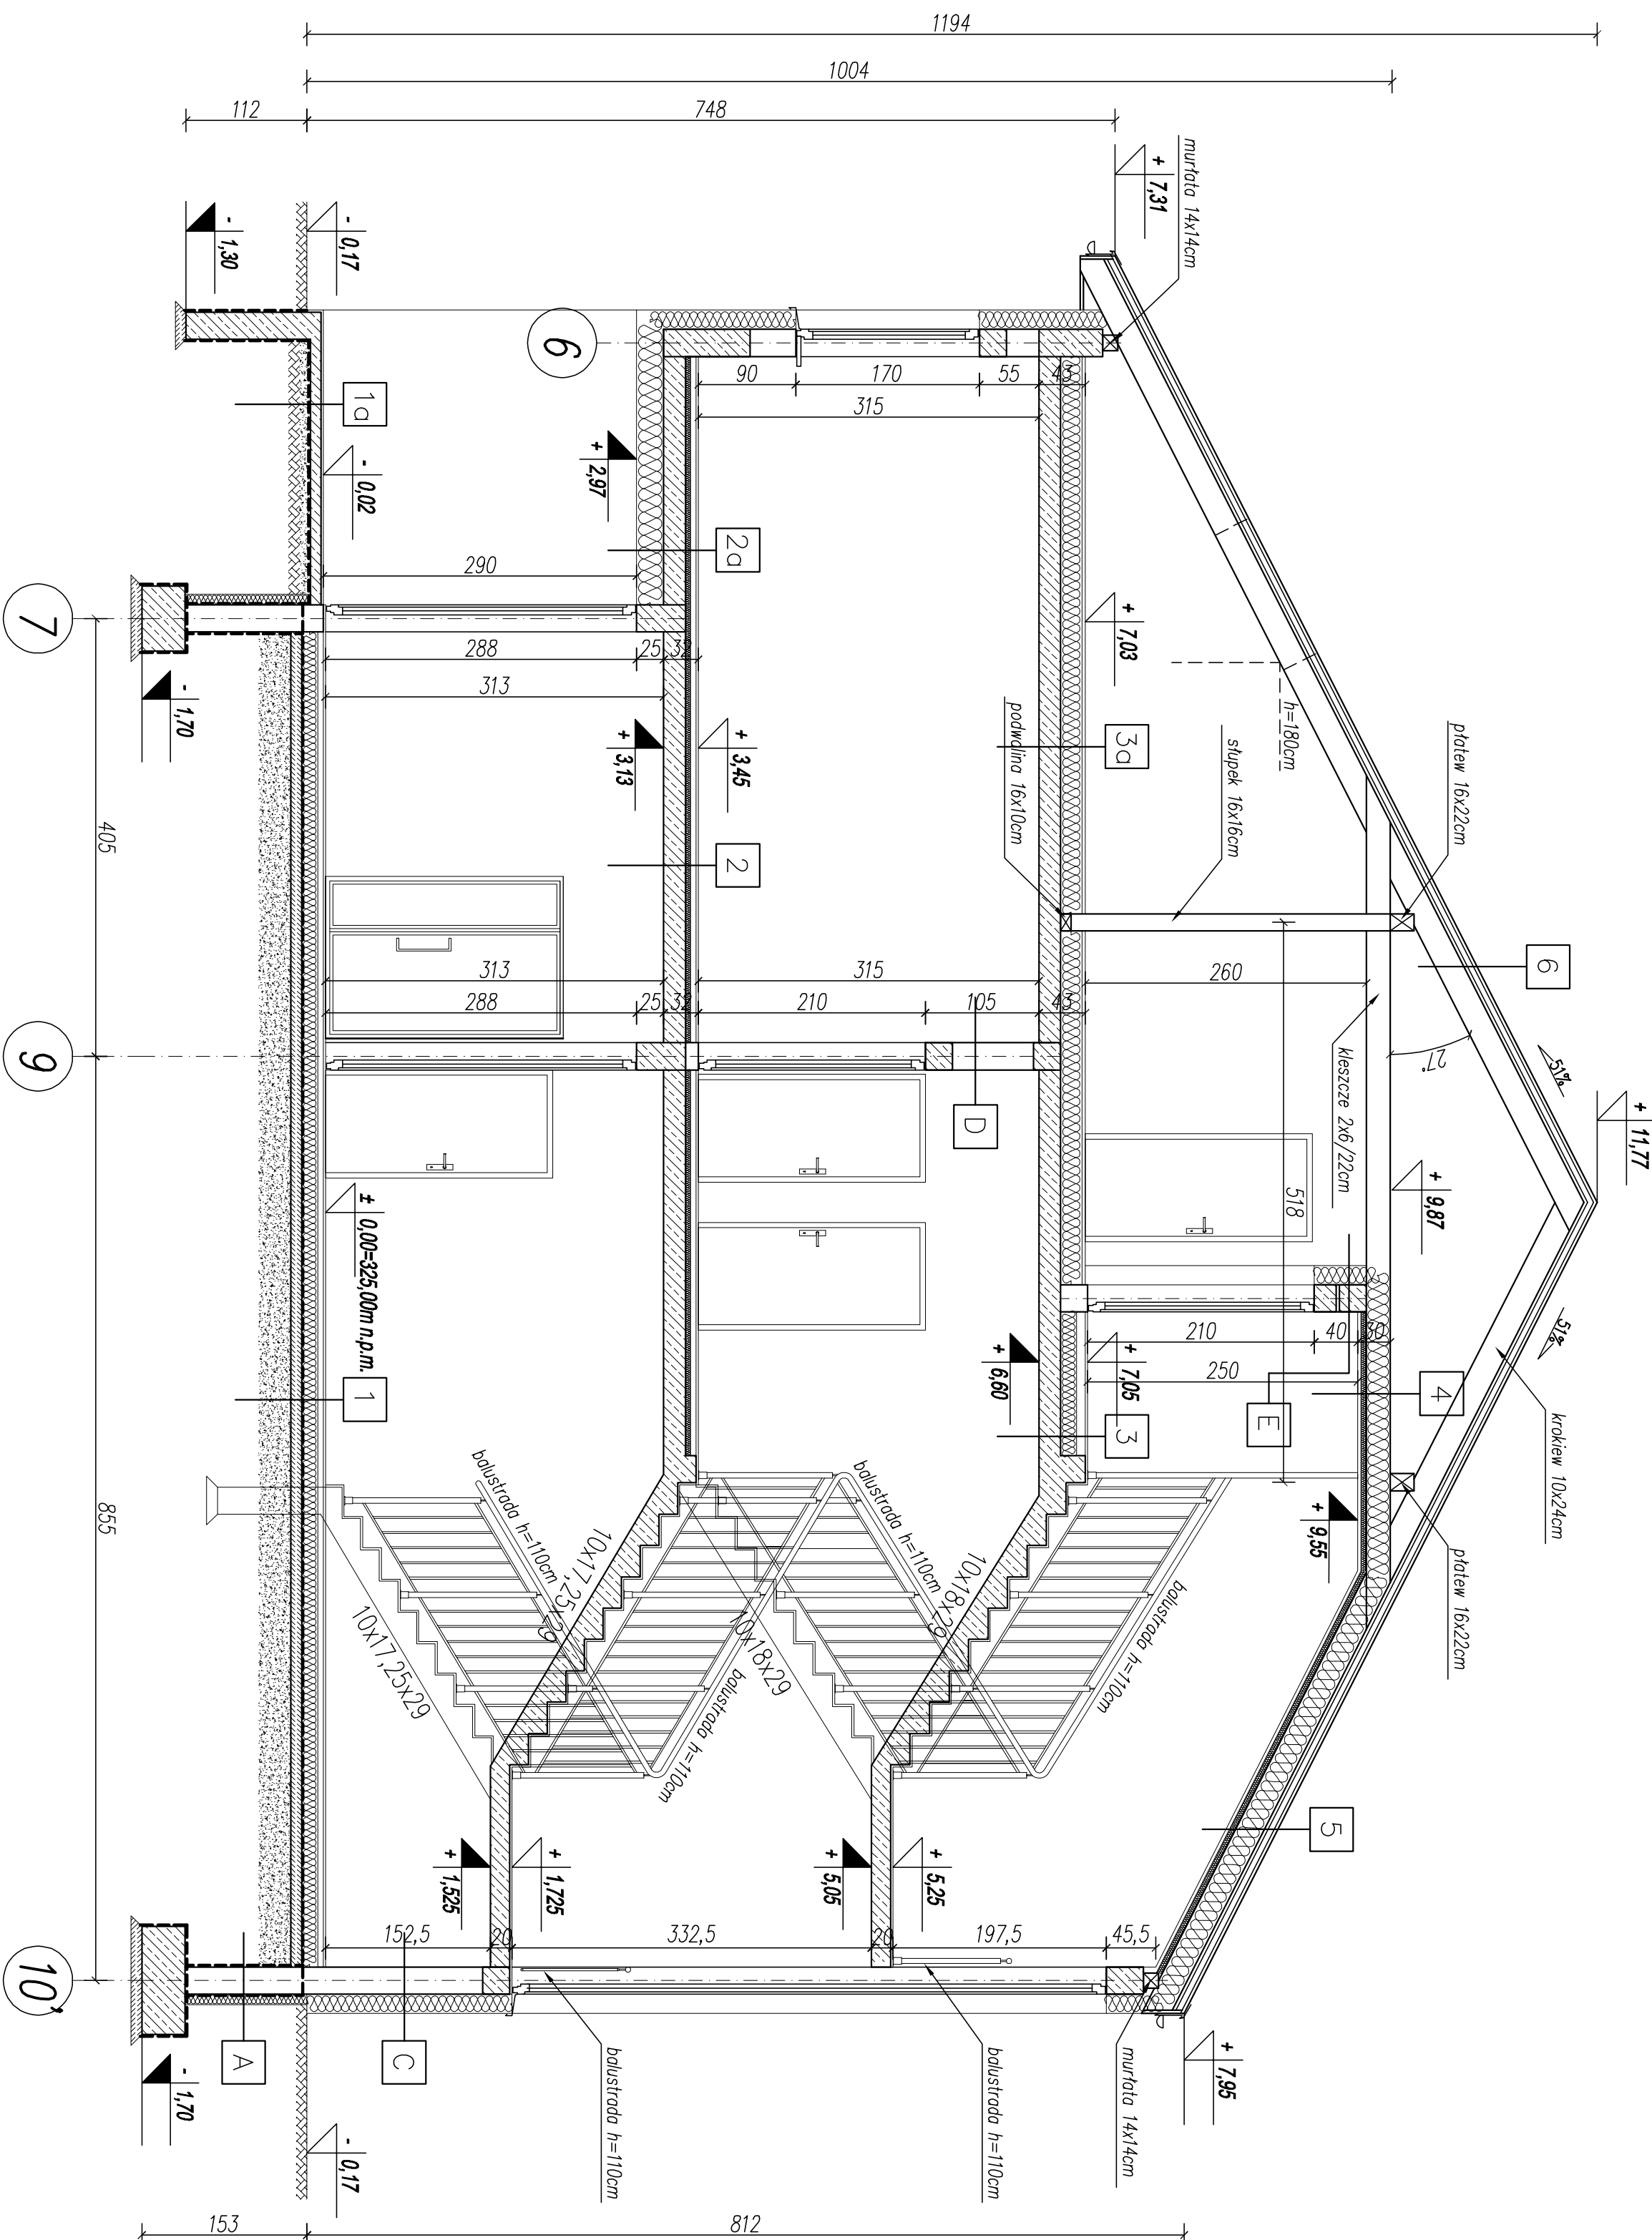 1194
1004
112
748
+ 7,31
murłata 14x14cm
- 1,30
- 0,17
6
90
170
55
43
315
1a
- 0,02
+ 2,97
2a
290
+ 7,03
h=180cm
7
288
25
32
313
- 1,70
+ 3,13
+ 3,45
podwalina 16x10cm
3a
słupek 16x16cm
płatew 16x22cm
405
2
313
315
260
6
288
25
32
210
105
43
9
D
kleszcze 2x6/22cm
27°
51%
+ 11,77
518
+ 9,87
± 0,00=325,00m n.p.m.
210
40
30
51%
250
+ 6,60
+ 7,05
1
3
E
4
krokiew 10x24cm
+ 9,55
płatew 16x22cm
855
balustrada h=110cm
10x17,25x29
10x17,25x29
balustrada h=110cm
balustrada h=110cm
10x18x29
10x18x29
balustrada h=110cm
5
+ 1,525
+ 1,725
+ 5,05
+ 5,25
152,5
20
332,5
20
197,5
45,5
10'
A
C
- 1,70
balustrada h=110cm
balustrada h=110cm
murłata 14x14cm
+ 7,95
- 0,17
153
812